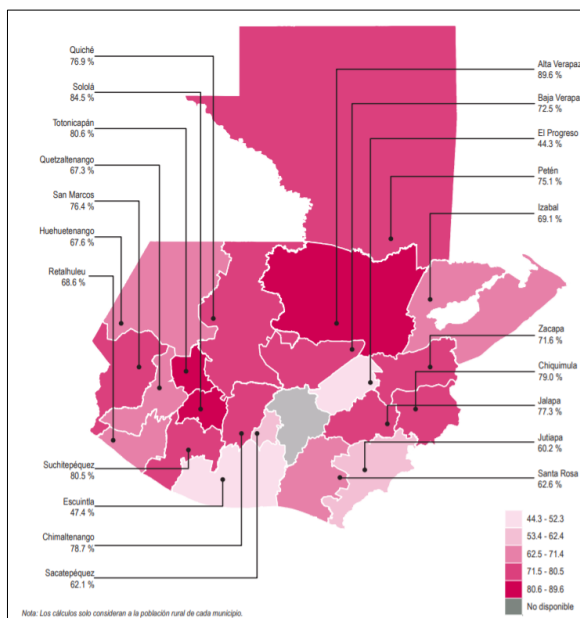 Quiché
76.9 %
Sololá
84.5 %
Totonicapán
80.6 %
Quetzaltenango
67.3 %
San Marcos
76.4 %
Huehuetenango
67.6 %
Retalhuleu
68.6 %
Suchitepéquez
80.5 %
Escuintla
47.4 %
Chimaltenango
78.7 %
Sacatepéquez
62.1 %
Alta Verapaz
89.6 %
Baja Verapa
72.5 %
El Progreso
44.3 %
Petén
75.1 %
Izabal
69.1 %
Zacapa
71.6 %
Chiquimula
79.0 %
Jalapa
77.3 %
Jutiapa
60.2 %
Santa Rosa
62.6 %
44.3 - 52.3
53.4 - 62.4
62.5 - 71.4
71.5 - 80.5
80.6 - 89.6
No disponible
Nota: Los cálculos solo consideran a la población rural de cada municipio.